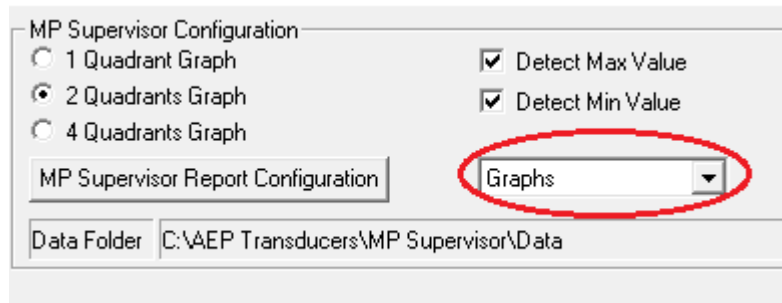 MP Supervisor Configuration
1 Quadrant Graph
Detect Max Value
2 Quadrants Graph
Detect Min Value
4 Quadrants Graph
MP Supervisor Report Configuration
Graphs
Data Folder
C:\AEP Transducers\MP Supervisor\Data